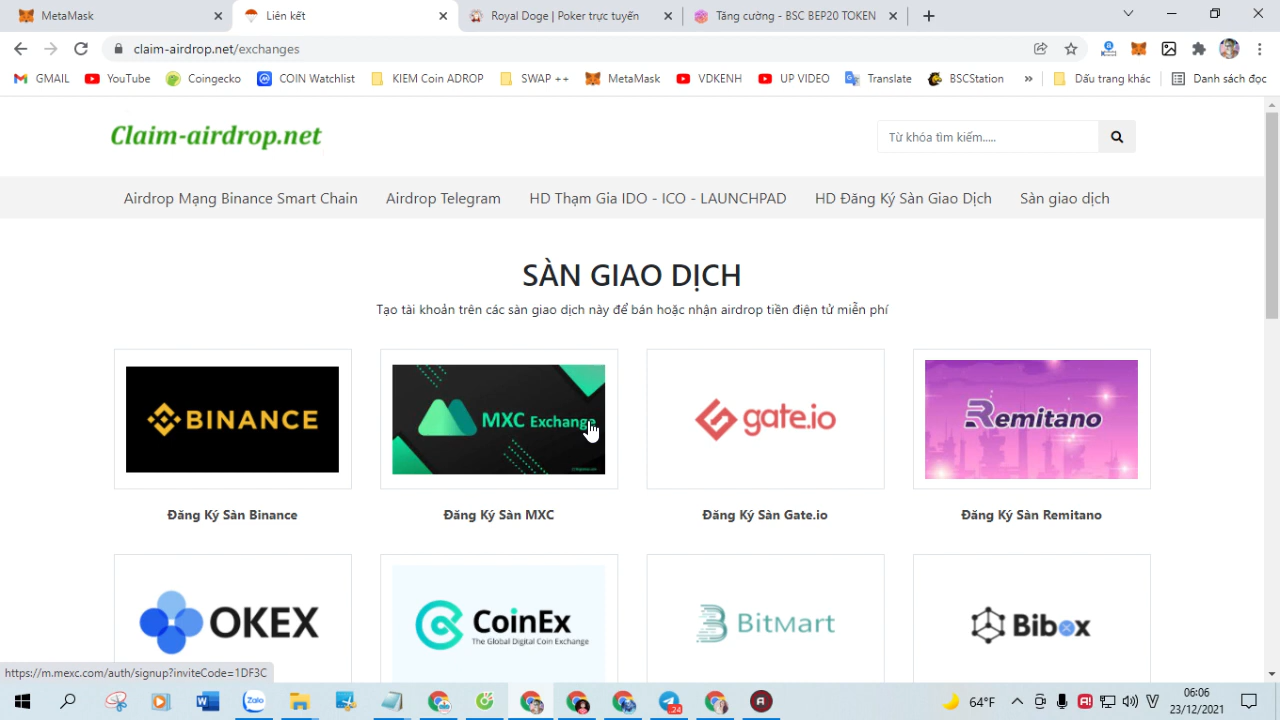 MetaMask
Liên kết
Royal Doge | Poker trực tuyến
Tăng cường - BSC BEP20 TOKEN
claim-airdrop.net/exchanges
GMAIL
YouTube
Coingecko
COIN Watchlist
KIEM Coin ADROP
SWAP ++
MetaMask
VDKENH
UP VIDEO
Translate
BSCStation
»
Dấu trang khác
Danh sách đọc
Claim-airdrop.net
Từ khóa tìm kiếm.....
Airdrop Mạng Binance Smart Chain
Airdrop Telegram
HD Thạm Gia IDO - ICO - LAUNCHPAD
HD Đăng Ký Sàn Giao Dịch
Sàn giao dịch
SÀN GIAO DỊCH
Tạo tài khoản trên các sàn giao dịch này để bán hoặc nhận airdrop tiền điện tử miễn phí
BINANCE
MXC Exchange
gate.io
Remitano
Đăng Ký Sàn Binance
Đăng Ký Sàn MXC
Đăng Ký Sàn Gate.io
Đăng Ký Sàn Remitano
OKEX
CoinEx
The Global Digital Coin Exchange
BitMart
Bibox
https://m.mexc.com/auth/signup?inviteCode=1DF3C
Zalo
24
64°F
06:06
23/12/2021